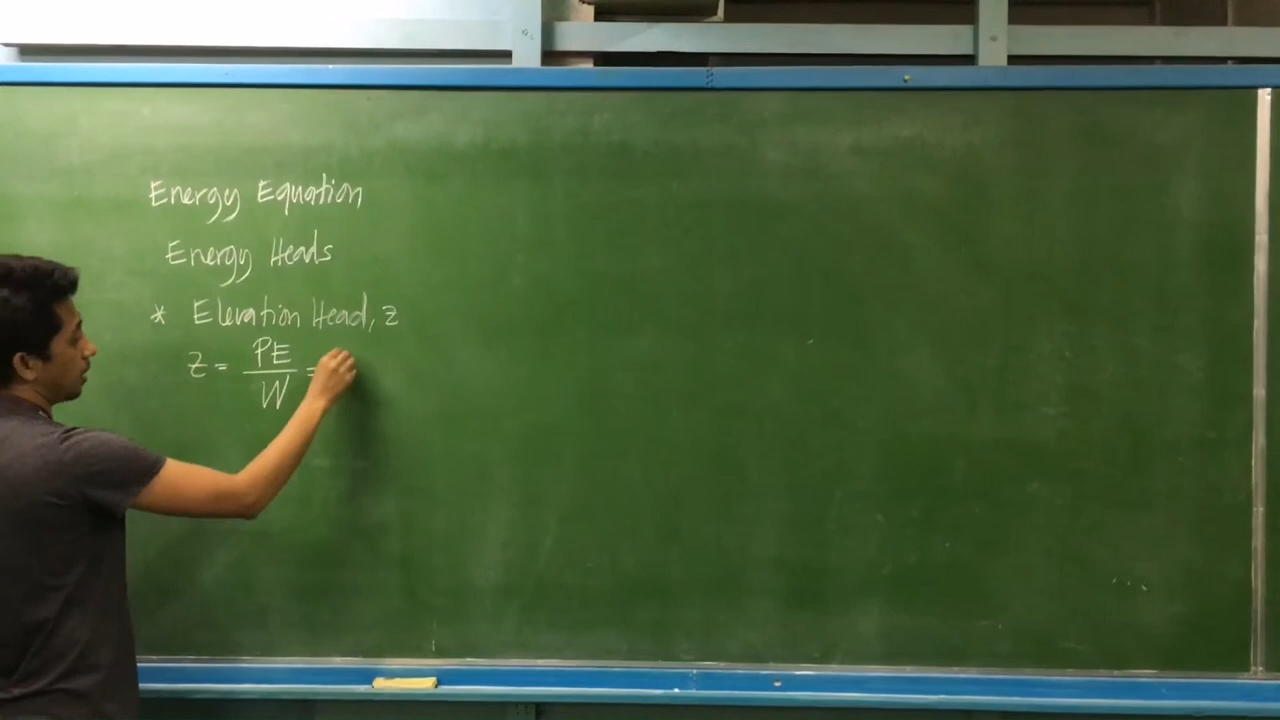 Energy Equation
Energy Heads
* Elevation Head, z
z = PE / W =